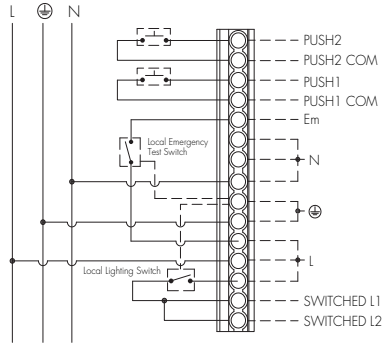 L N
PUSH2
PUSH2 COM
PUSH1
PUSH1 COM
Em
Local Emergency
Test Switch
N
L
Local Lighting Switch
SWITCHED L1
SWITCHED L2